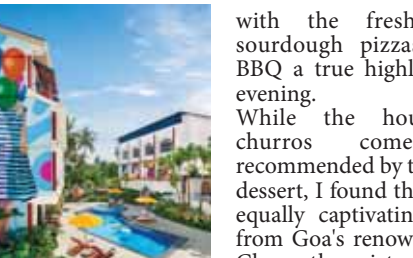 with the fresh
sourdough pizza
BBQ a true highl
evening.
While the hou
churros come
recommended by t
dessert, I found th
equally captivatin
from Goa's renow